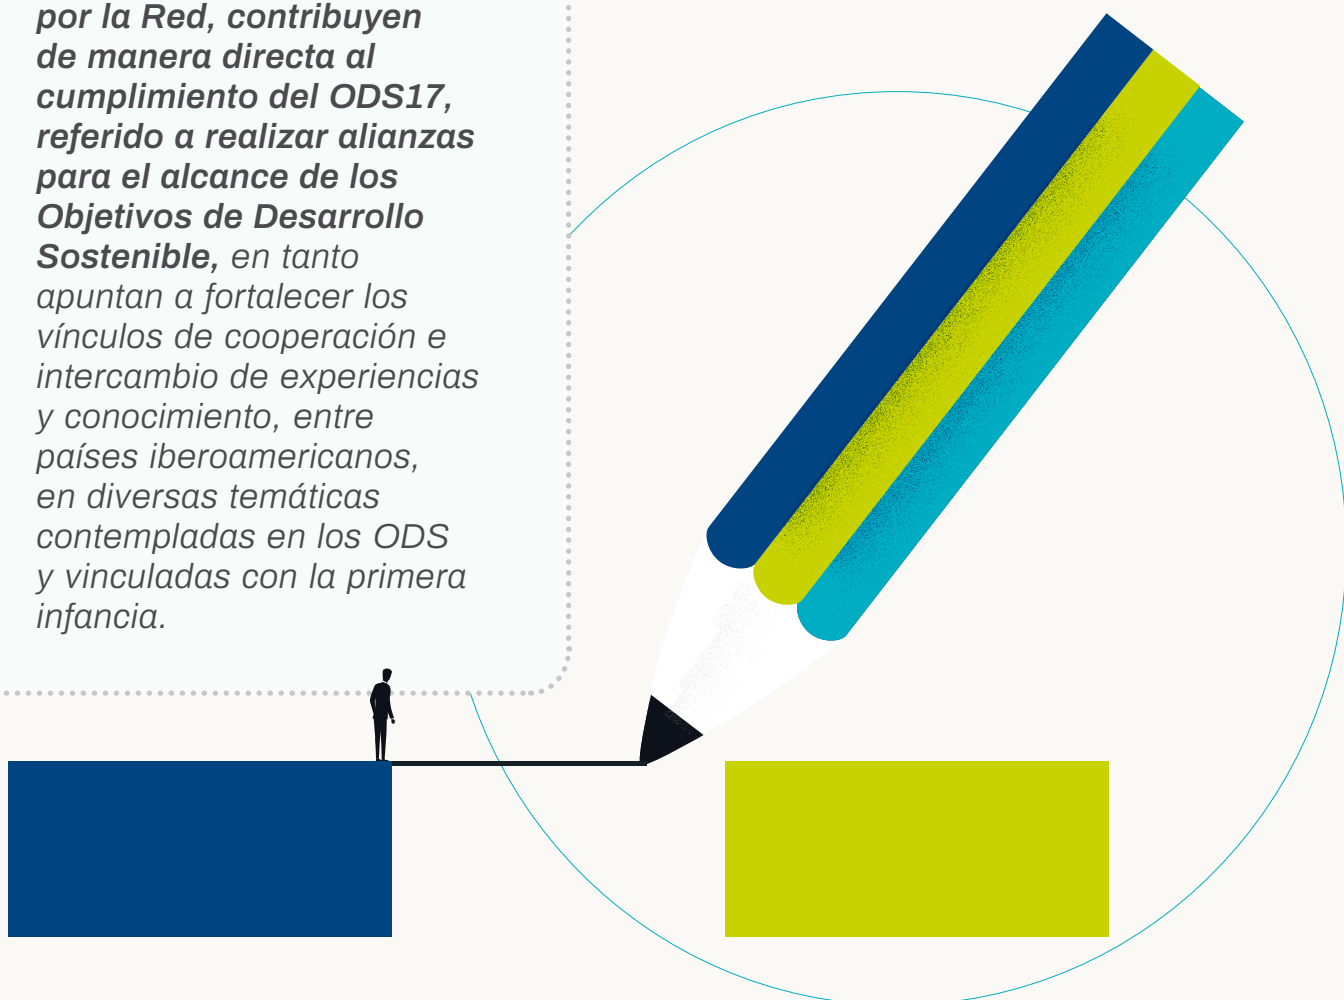 por la Red, contribuyen
de manera directa al
cumplimiento del ODS17,
referido a realizar alianzas
para el alcance de los
Objetivos de Desarrollo
Sostenible, en tanto
apuntan a fortalecer los
vínculos de cooperación e
intercambio de experiencias
y conocimiento, entre
países iberoamericanos,
en diversas temáticas
contempladas en los ODS
y vinculadas con la primera
infancia.